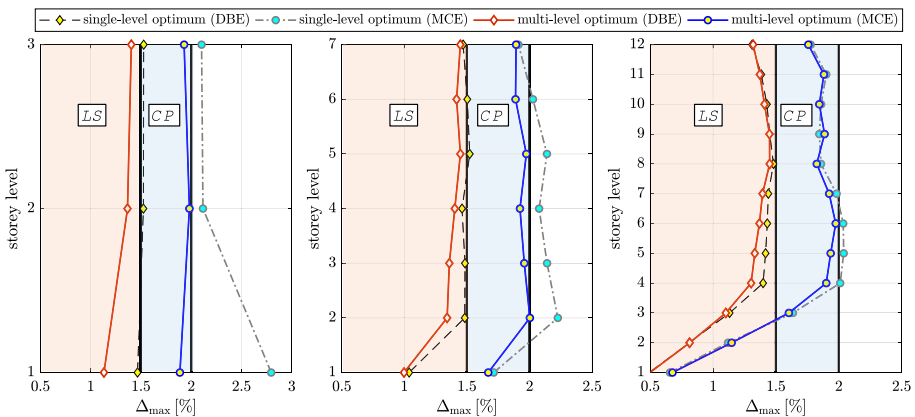 single-level optimum (DBE) single-level optimum (MCE) multi-level optimum (DBE) multi-level optimum (MCE)
3
2
1
storey level
LS
CP
0.5 1 1.5 2 2.5 3
Δmax [%]
7
6
5
4
3
2
1
storey level
LS
CP
0.5 1 1.5 2 2.5
Δmax [%]
12
11
10
9
8
7
6
5
4
3
2
1
storey level
LS
CP
0.5 1 1.5 2 2.5
Δmax [%]